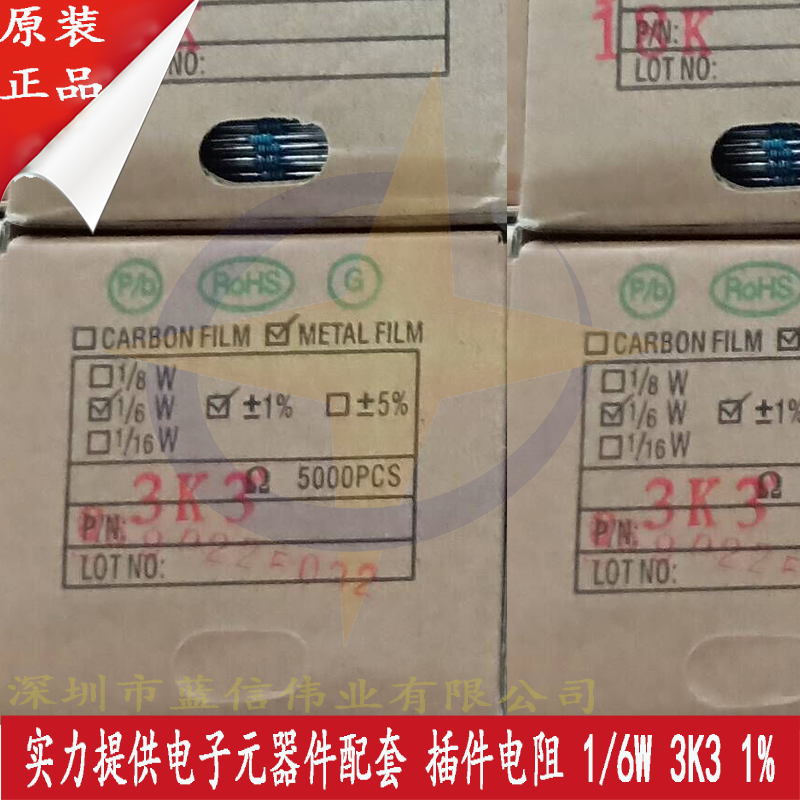 原装
正品
K
NO:
10K
P/N:
LOT NO:
P/b RoHS G
□CARBON FILM ☑METAL FILM
□1/8 W
☑1/6 W ☑±1% □±5%
□1/16 W
3K3 Ω 5000PCS
P/N:
LOT NO:
P/b RoHS
□CARBON FILM ☑
□1/8 W
☑1/6 W ☑±1%
□1/16 W
3K3 Ω
P/N:
LOT NO:
深圳市蓝信伟业有限公司
实力提供电子元器件配套 插件电阻 1/6W 3K3 1%